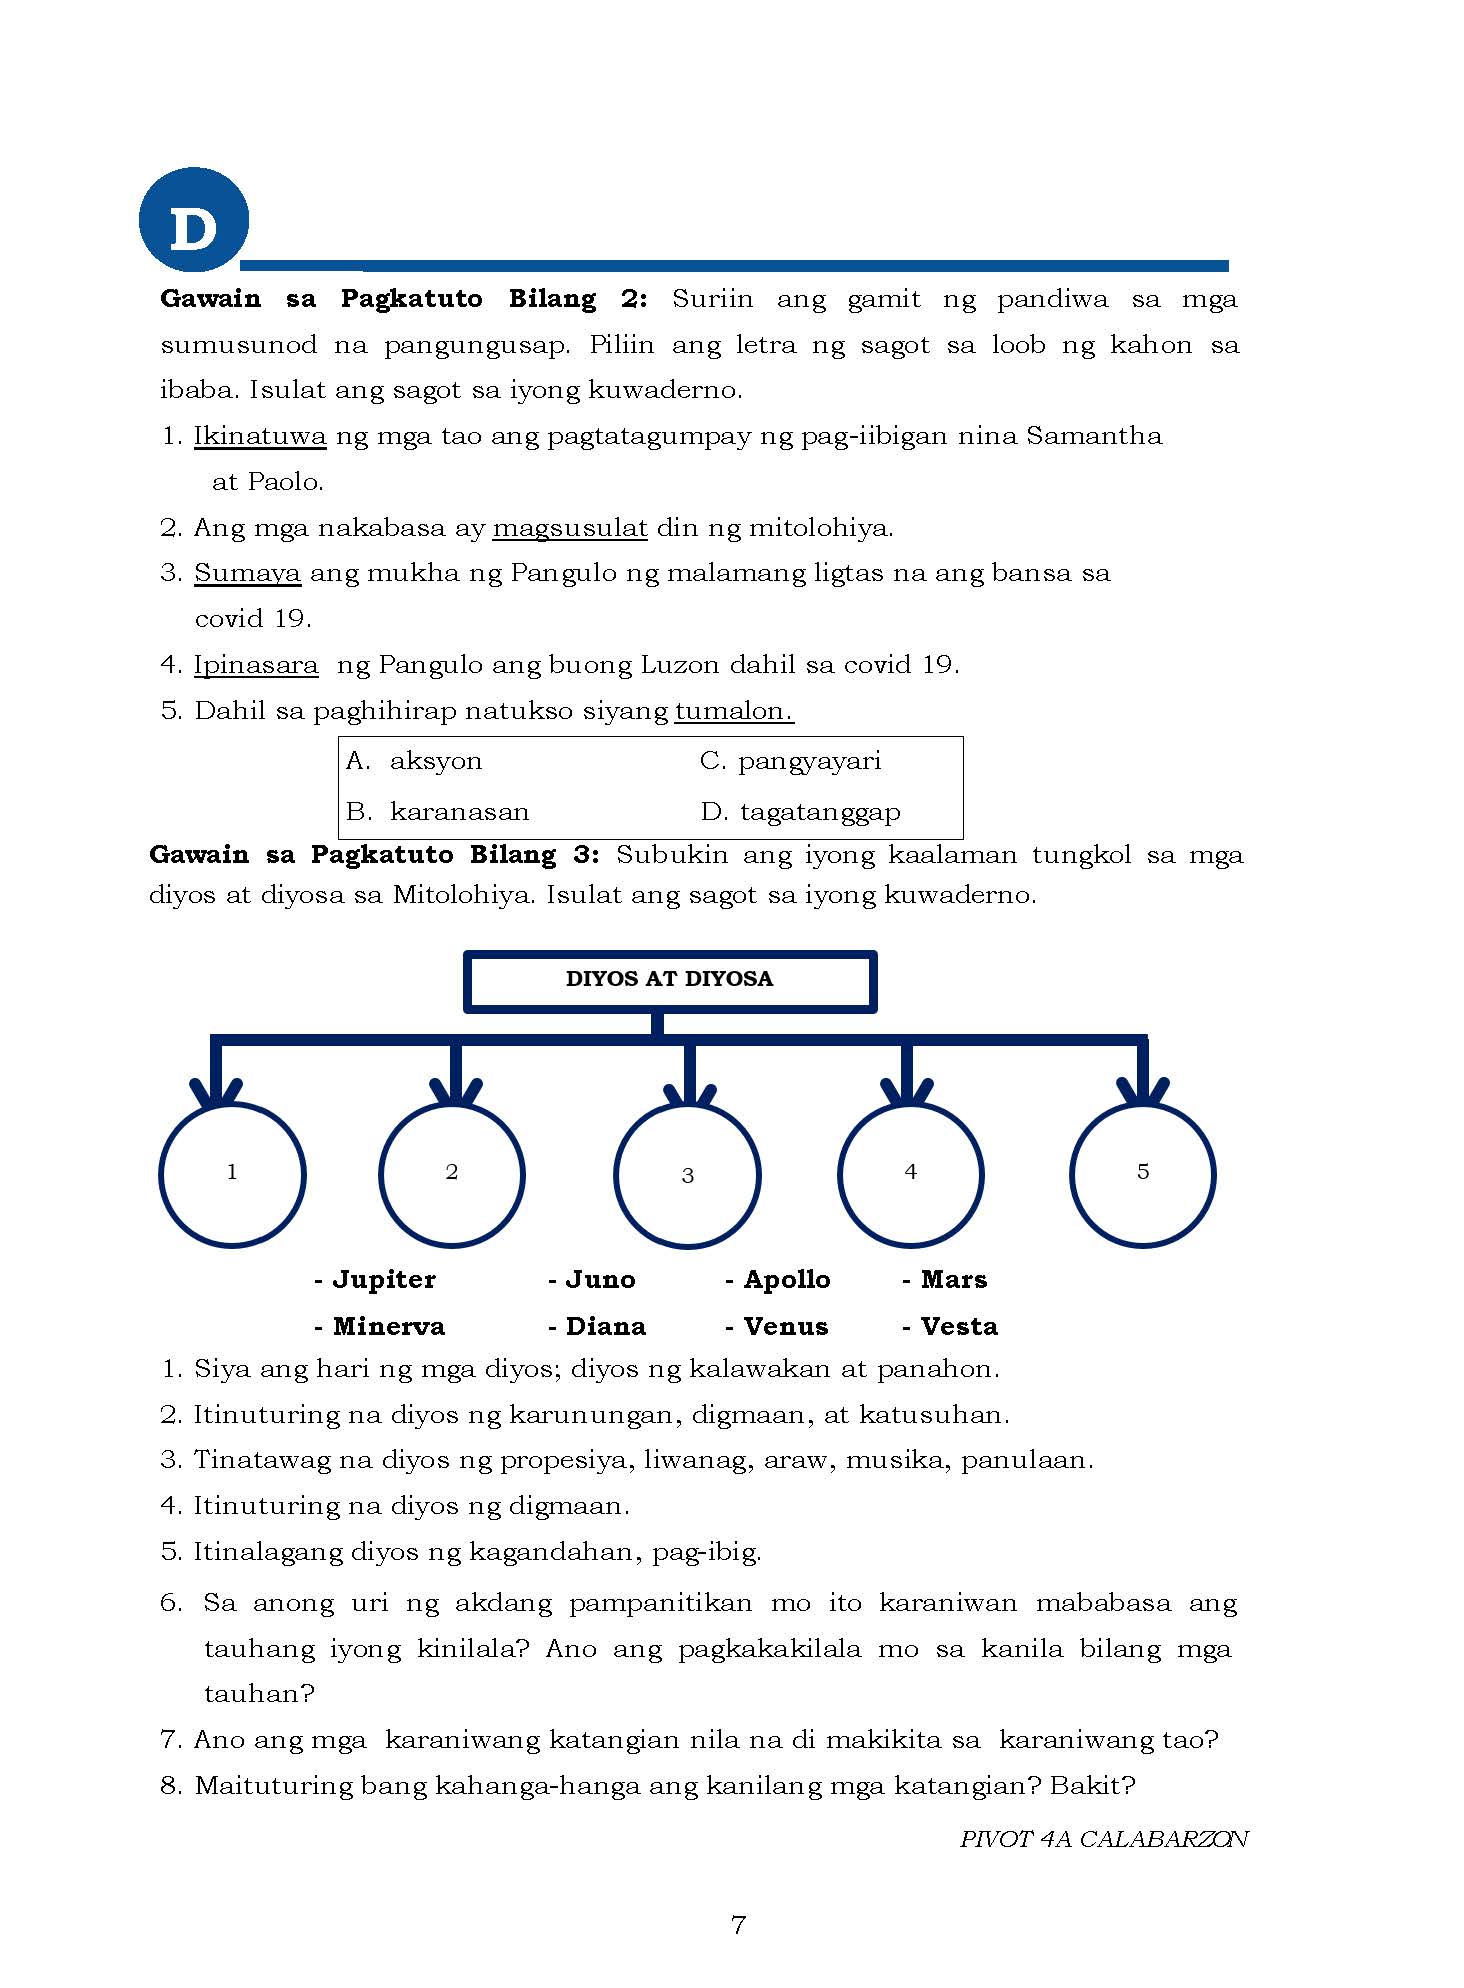 D
Gawain sa Pagkatuto Bilang 2: Suriin ang gamit ng pandiwa sa mga
sumusunod na pangungusap. Piliin ang letra ng sagot sa loob ng kahon sa
ibaba. Isulat ang sagot sa iyong kuwaderno.
1. Ikinatuwa ng mga tao ang pagtatagumpay ng pag-iibigan nina Samantha
at Paolo.
2. Ang mga nakabasa ay magsusulat din ng mitolohiya.
3. Sumaya ang mukha ng Pangulo ng malamang ligtas na ang bansa sa
covid 19.
4. Ipinasara ng Pangulo ang buong Luzon dahil sa covid 19.
5. Dahil sa paghihirap natukso siyang tumalon.
A. aksyon C. pangyayari
B. karanasan D. tagatanggap
Gawain sa Pagkatuto Bilang 3: Subukin ang iyong kaalaman tungkol sa mga
diyos at diyosa sa Mitolohiya. Isulat ang sagot sa iyong kuwaderno.
DIYOS AT DIYOSA
1 2 3 4 5
- Jupiter - Juno - Apollo - Mars
- Minerva - Diana - Venus - Vesta
1. Siya ang hari ng mga diyos; diyos ng kalawakan at panahon.
2. Itinuturing na diyos ng karunungan, digmaan, at katusuhan.
3. Tinatawag na diyos ng propesiya, liwanag, araw, musika, panulaan.
4. Itinuturing na diyos ng digmaan.
5. Itinalagang diyos ng kagandahan, pag-ibig.
6. Sa anong uri ng akdang pampanitikan mo ito karaniwan mababasa ang
tauhang iyong kinilala? Ano ang pagkakakilala mo sa kanila bilang mga
tauhan?
7. Ano ang mga karaniwang katangian nila na di makikita sa karaniwang tao?
8. Maituturing bang kahanga-hanga ang kanilang mga katangian? Bakit?
PIVOT 4A CALABARZON
7